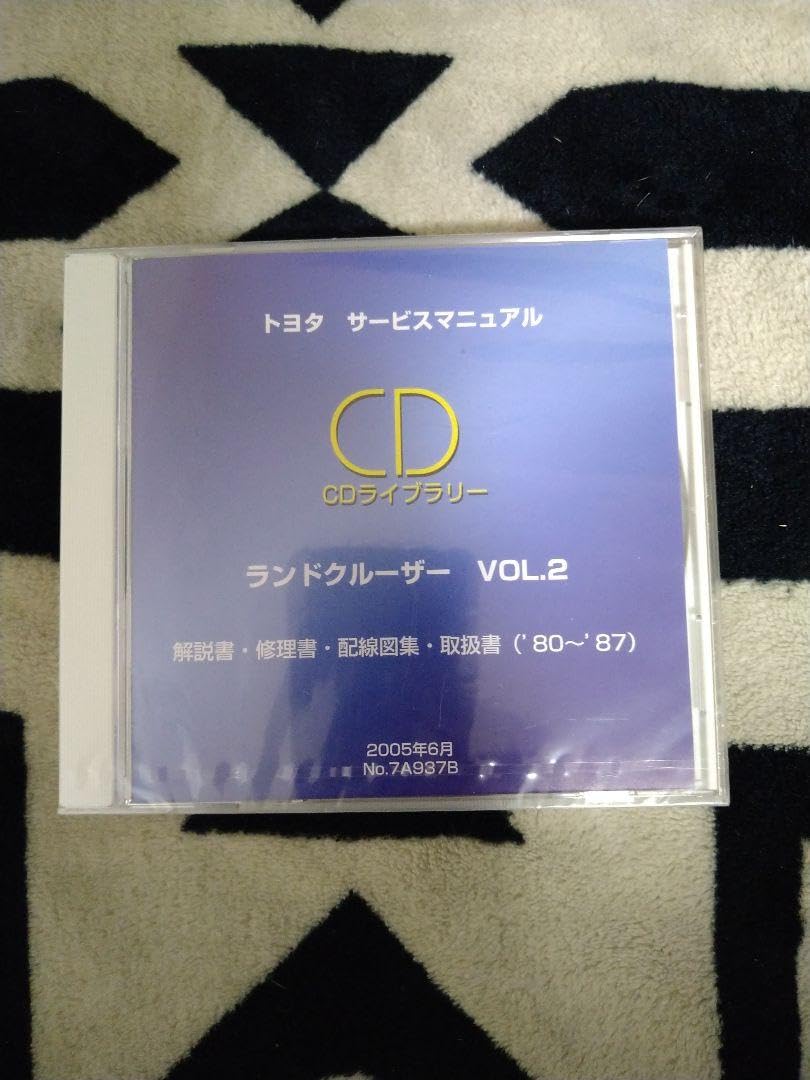 トヨタ　サービスマニュアル
CD
CDライブラリー
ランドクルーザー　VOL.2
解説書・修理書・配線図集・取扱書（'80〜'87）
2005年6月
No.7A937B